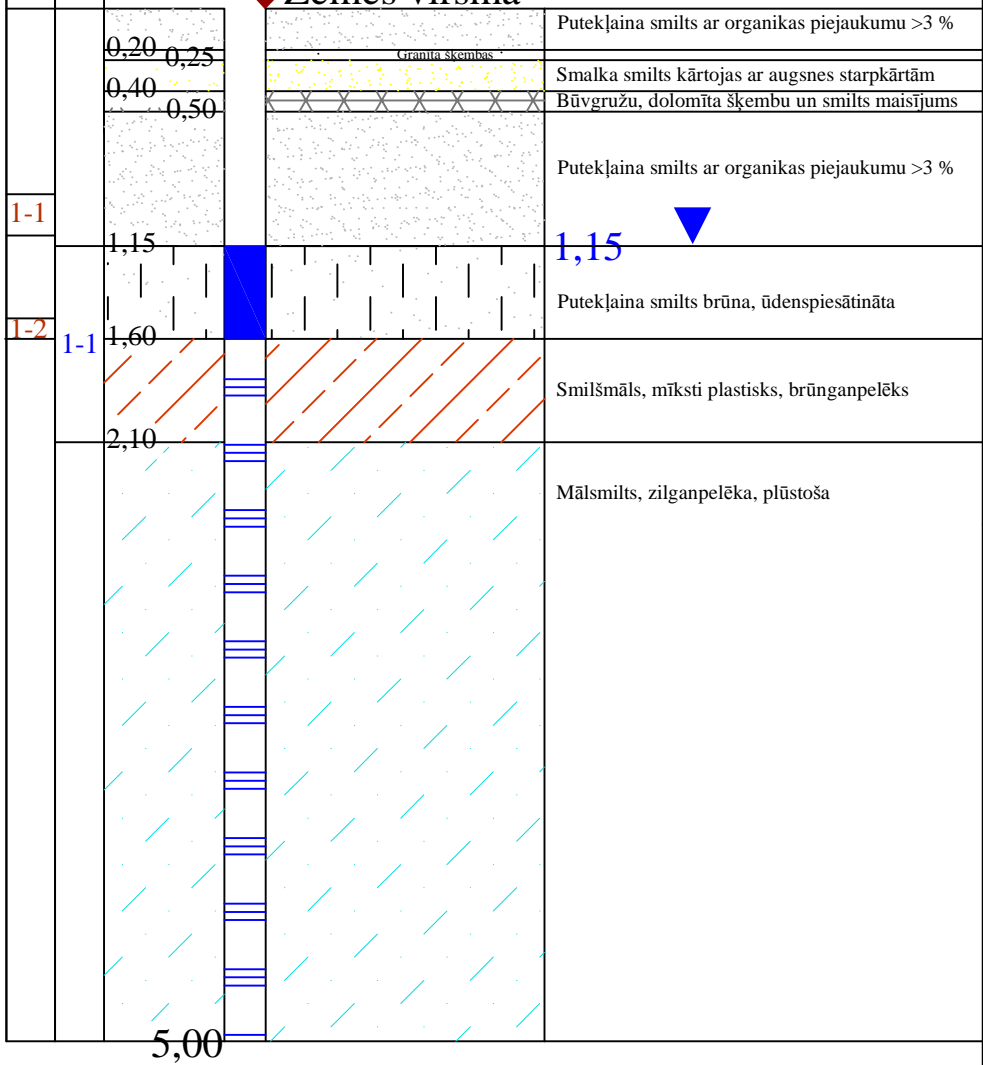 Zemes virsma
Putekļaina smilts ar organikas piejaukumu >3 %
0,20
0,25
Granīta šķembas
Smalka smilts kārtojas ar augsnes starpkārtām
0,40
Būvgružu, dolomīta šķembu un smilts maisījums
0,50
Putekļaina smilts ar organikas piejaukumu >3 %
1-1
1,15
1,15
Putekļaina smilts brūna, ūdenspiesātināta
1-2
1-1
1,60
Smilšmāls, mīksti plastisks, brūnganpelēks
2,10
Mālsmilts, zilganpelēka, plūstoša
5,00